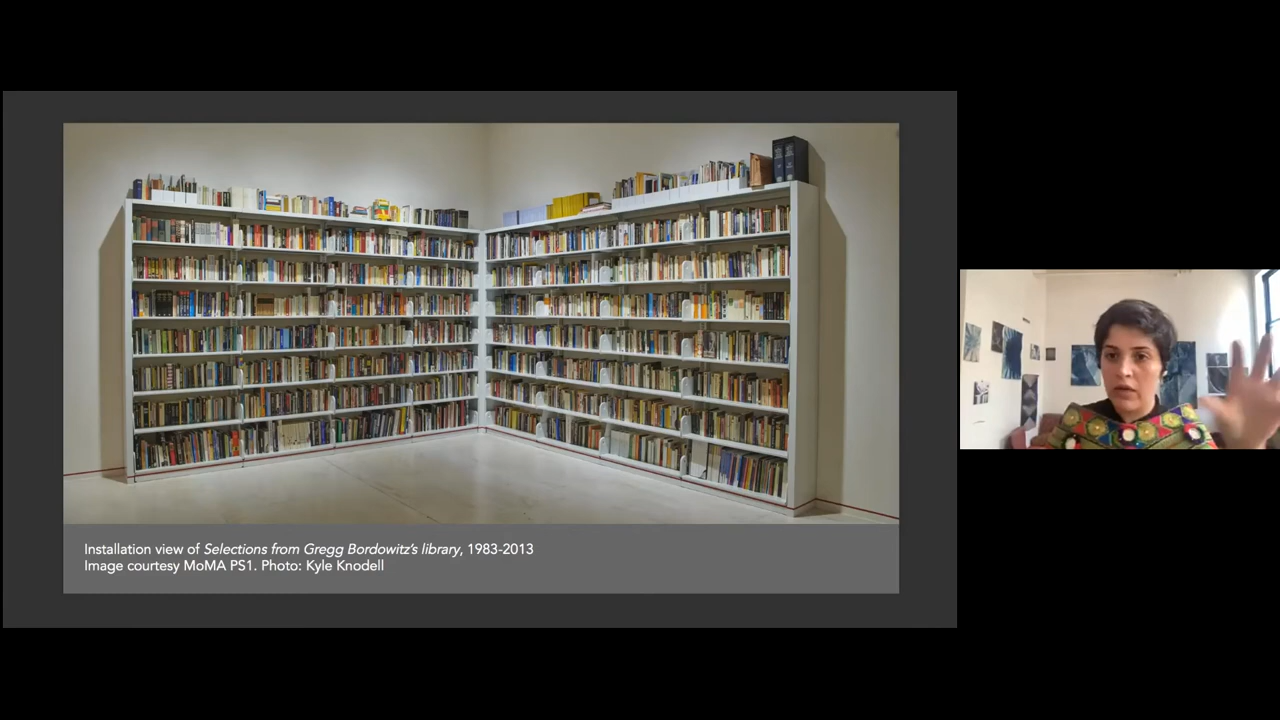 Installation view of Selections from Gregg Bordowitz's library, 1983-2013
Image courtesy MoMA PS1. Photo: Kyle Knodell